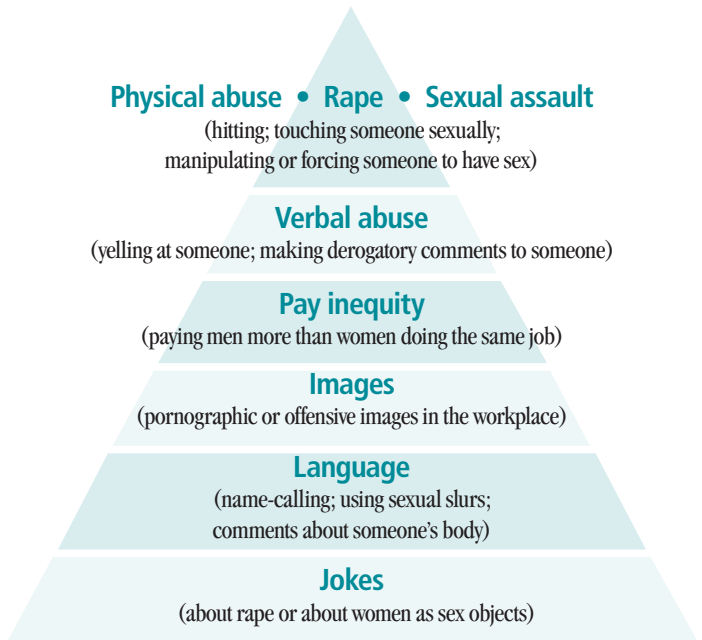 Physical abuse • Rape • Sexual assault
(hitting; touching someone sexually;
manipulating or forcing someone to have sex)
Verbal abuse
(yelling at someone; making derogatory comments to someone)
Pay inequity
(paying men more than women doing the same job)
Images
(pornographic or offensive images in the workplace)
Language
(name-calling; using sexual slurs;
comments about someone’s body)
Jokes
(about rape or about women as sex objects)